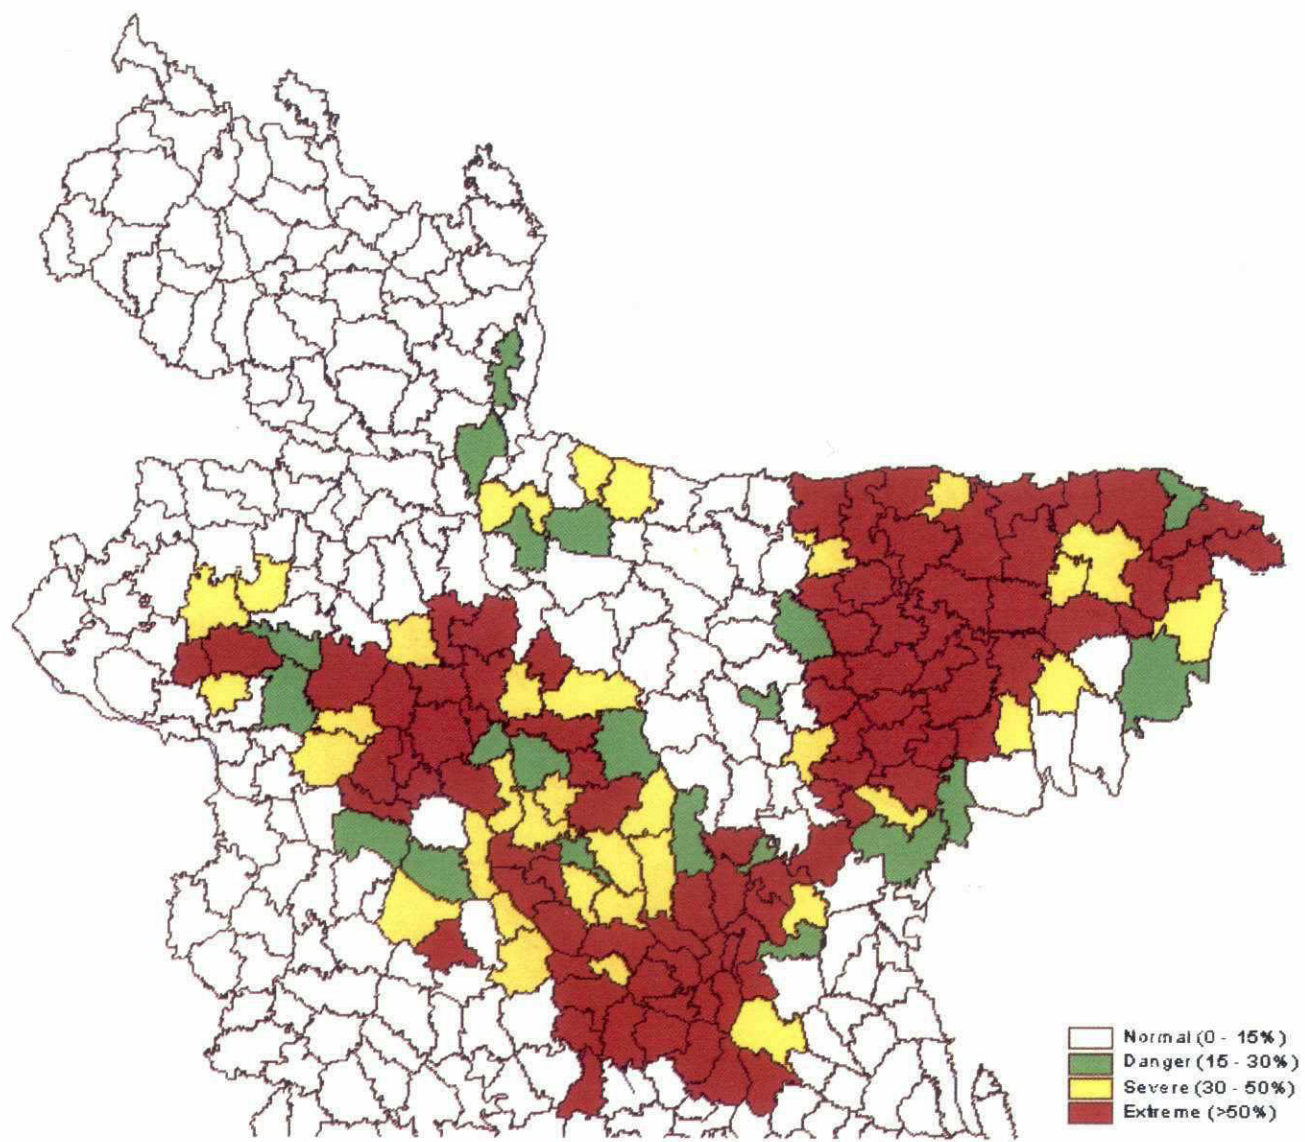 Normal (0 - 15%)
Danger (15 - 30%)
Severe (30 - 50%)
Extreme (>50%)